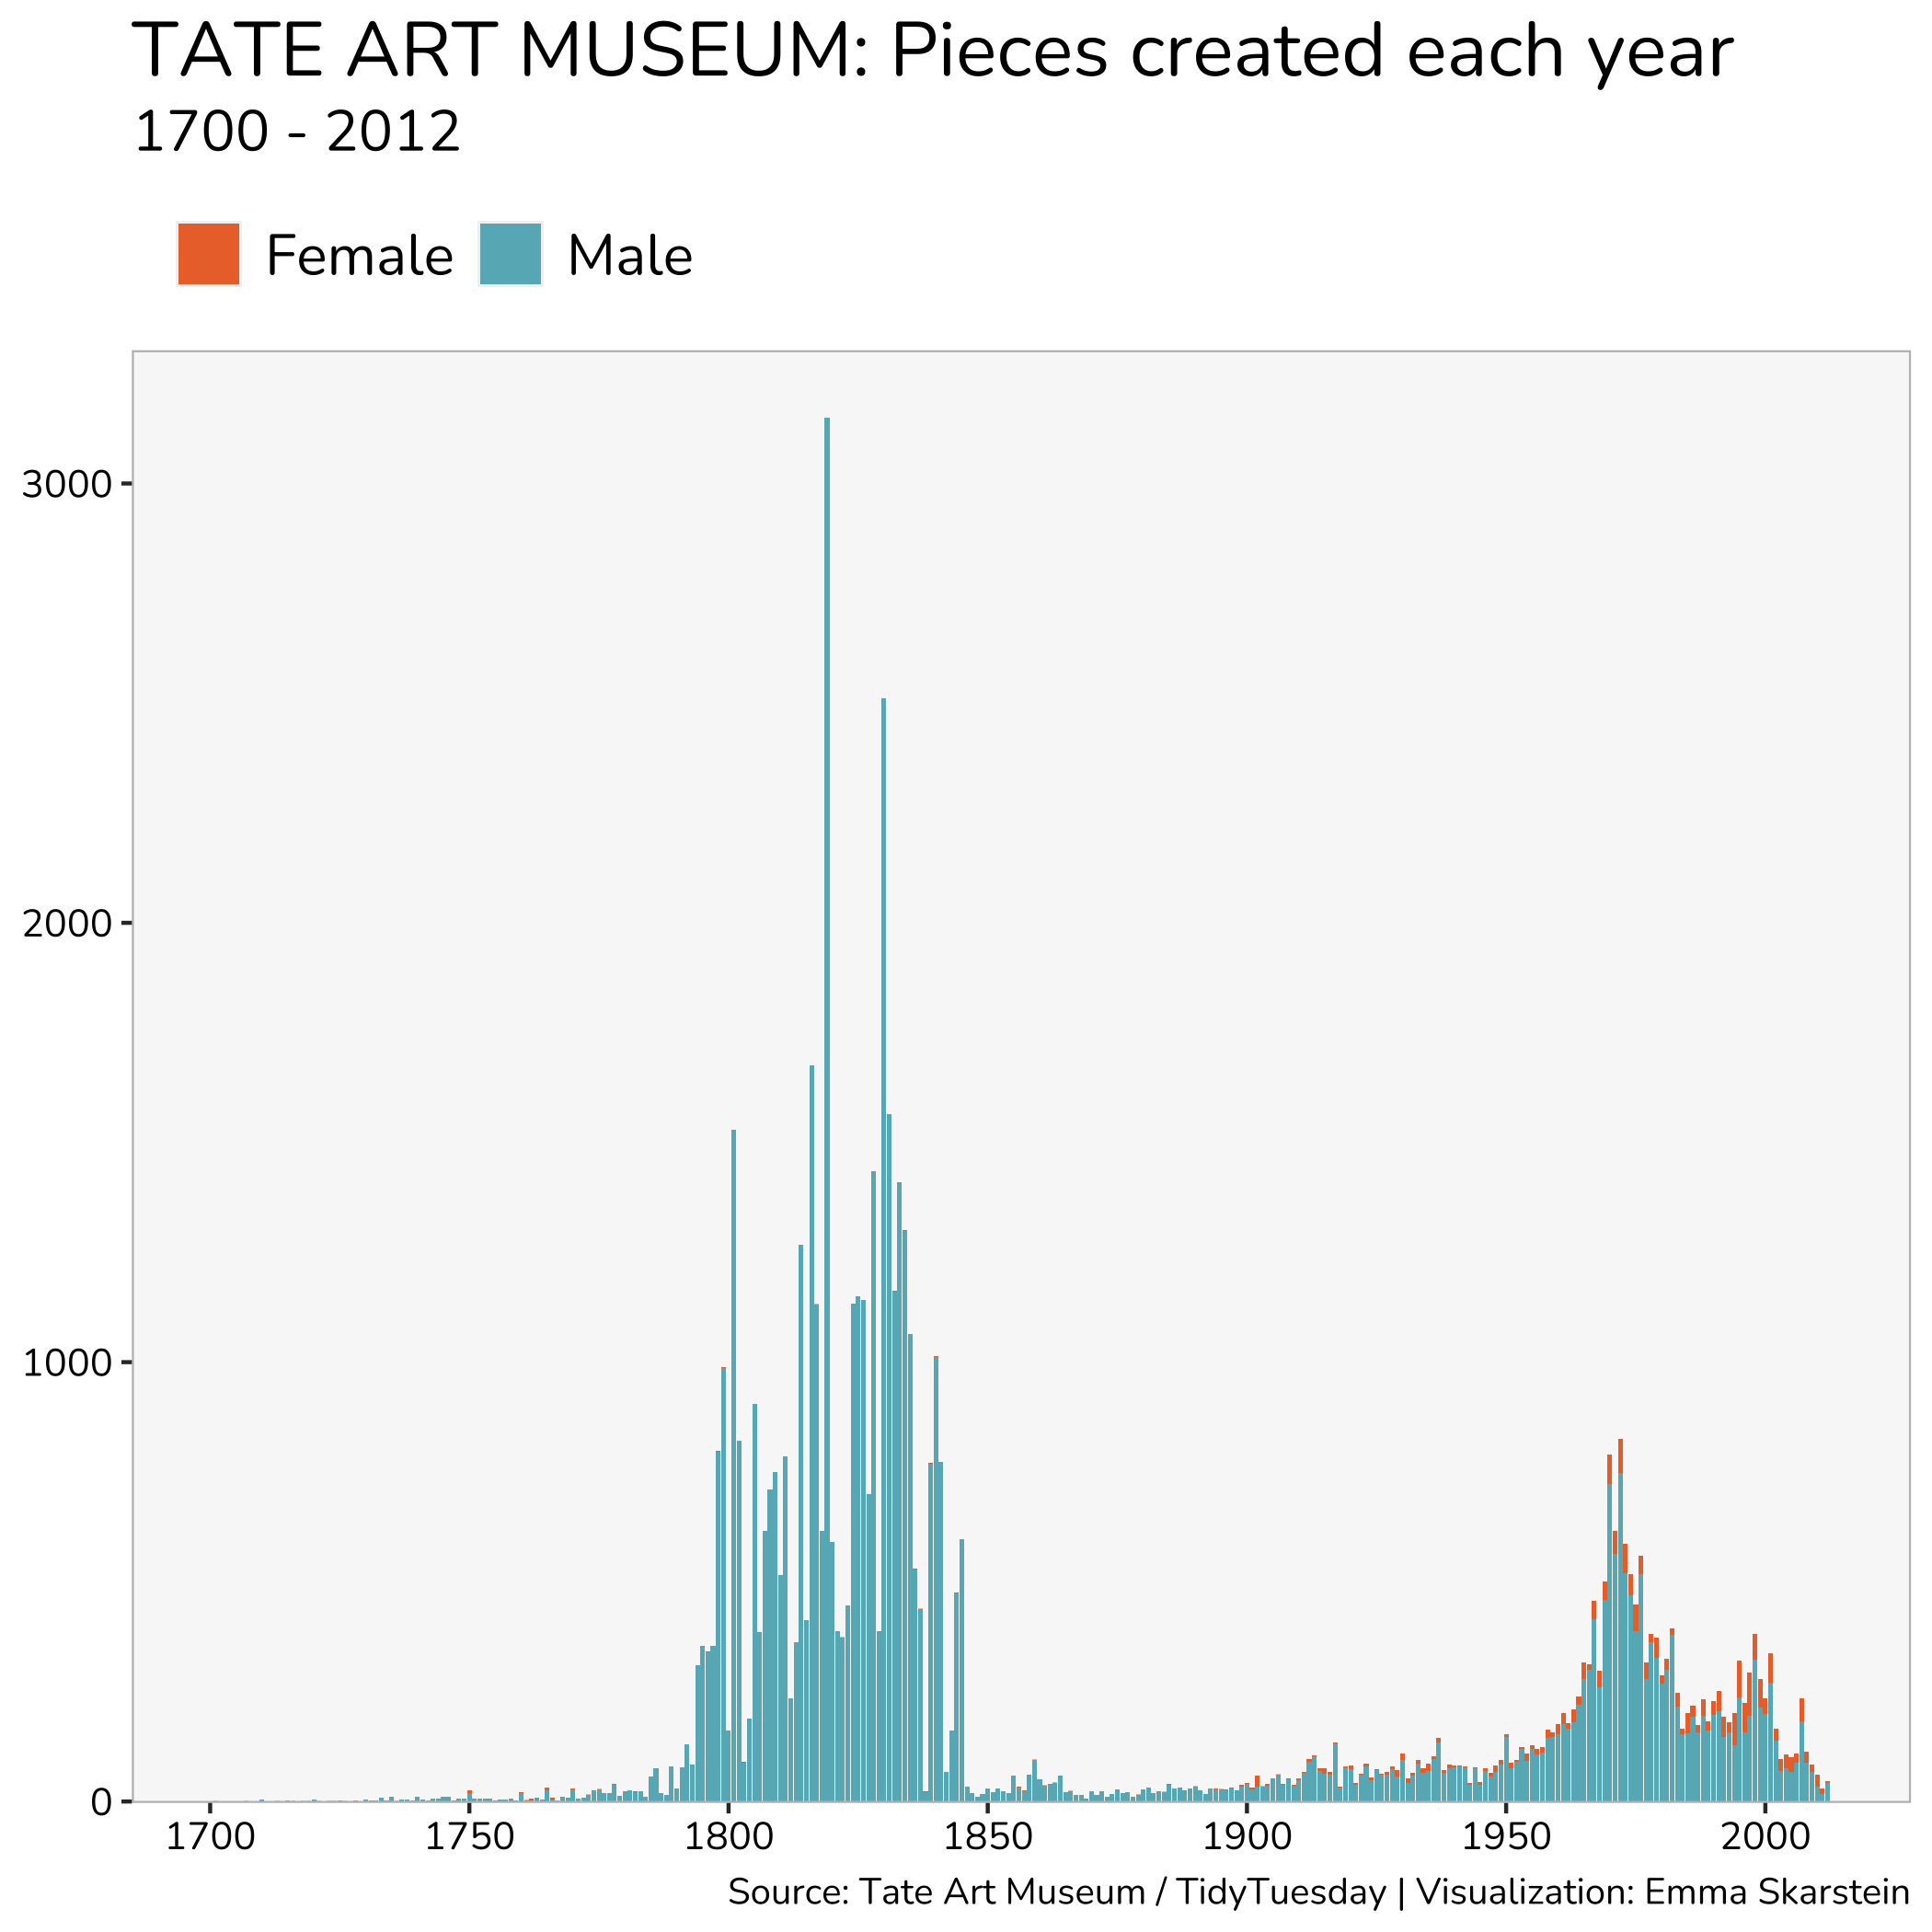 TATE ART MUSEUM: Pieces created each year
1700 - 2012
Female Male
3000
2000
1000
0
1700 1750 1800 1850 1900 1950 2000
Source: Tate Art Museum / TidyTuesday | Visualization: Emma Skarstein